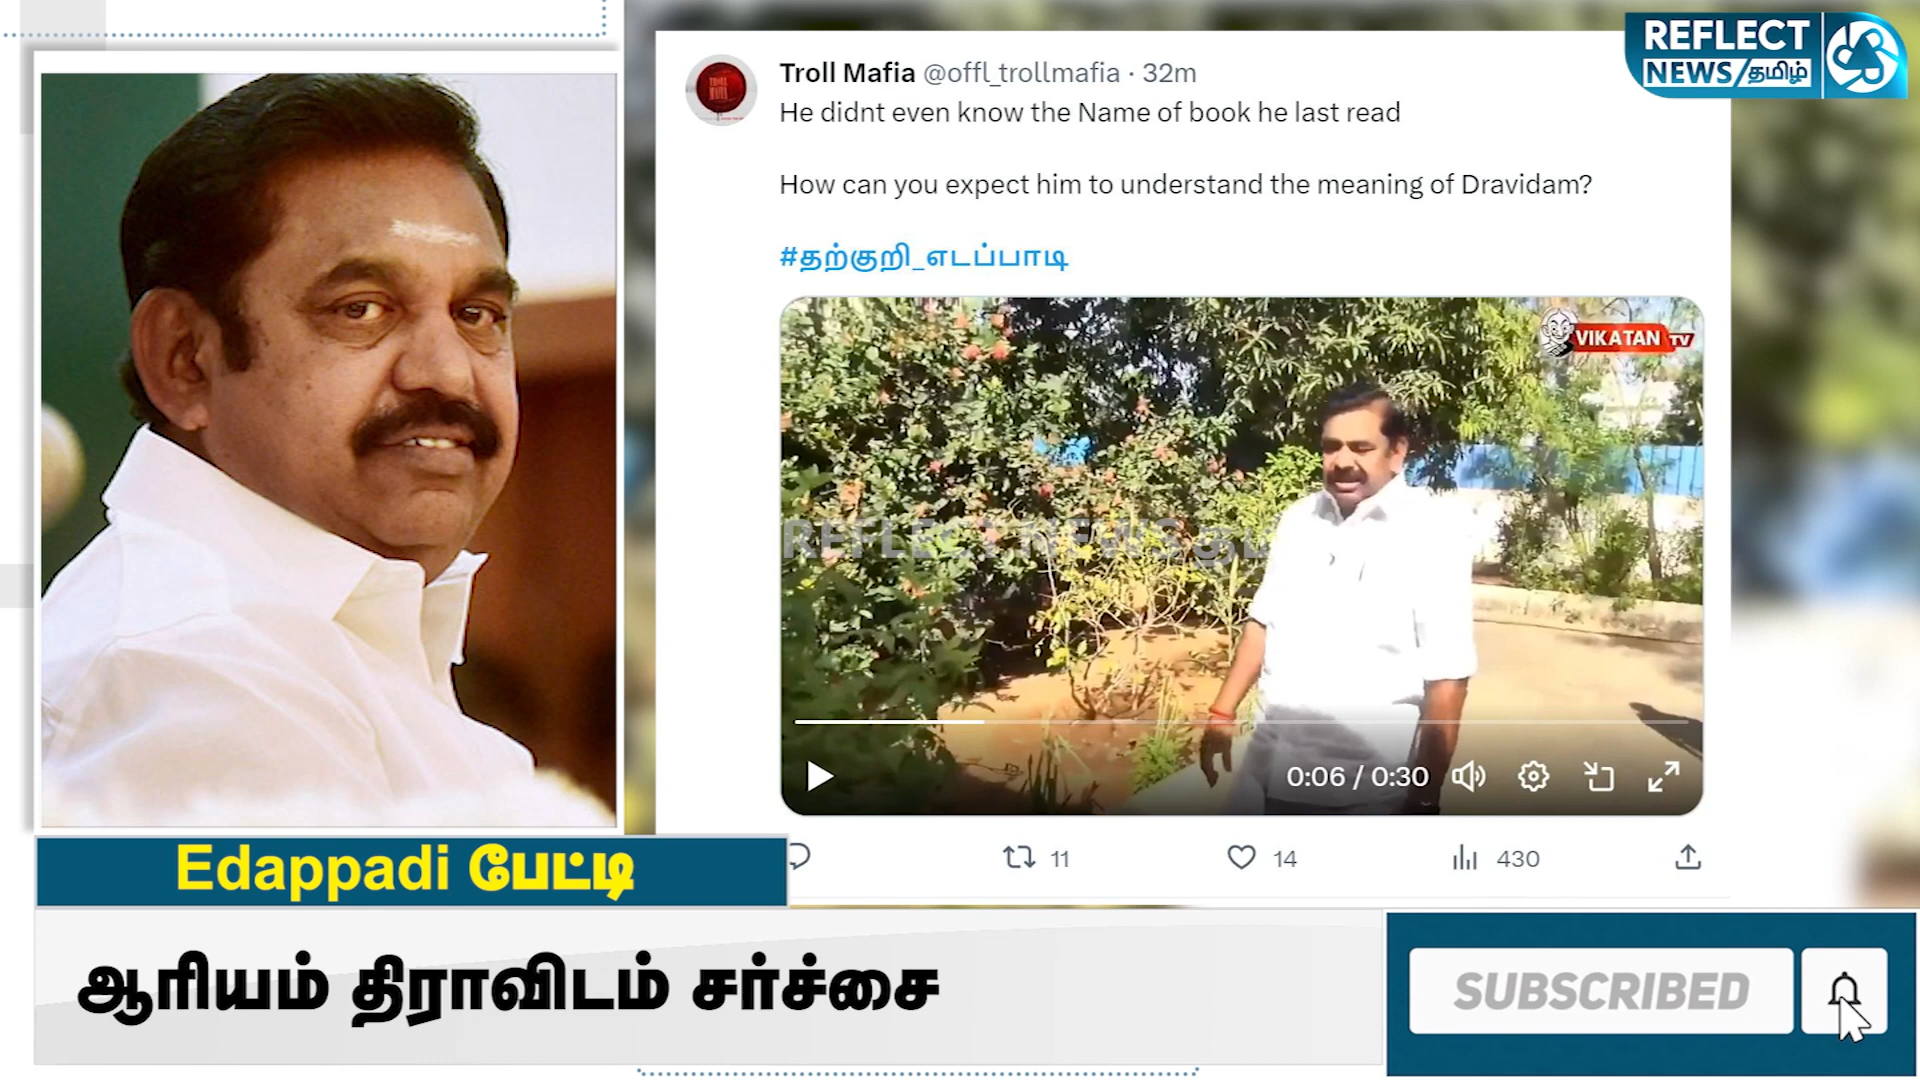 REFLECT
NEWS/தமிழ்
Troll Mafia @offl_trollmafia · 32m
He didnt even know the Name of book he last read
How can you expect him to understand the meaning of Dravidam?
#தற்குறி_எடப்பாடி
VIKATAN TV
REFLECT NEWS
0:06 / 0:30
11
14
430
Edappadi பேட்டி
ஆரியம் திராவிடம் சர்ச்சை
SUBSCRIBED